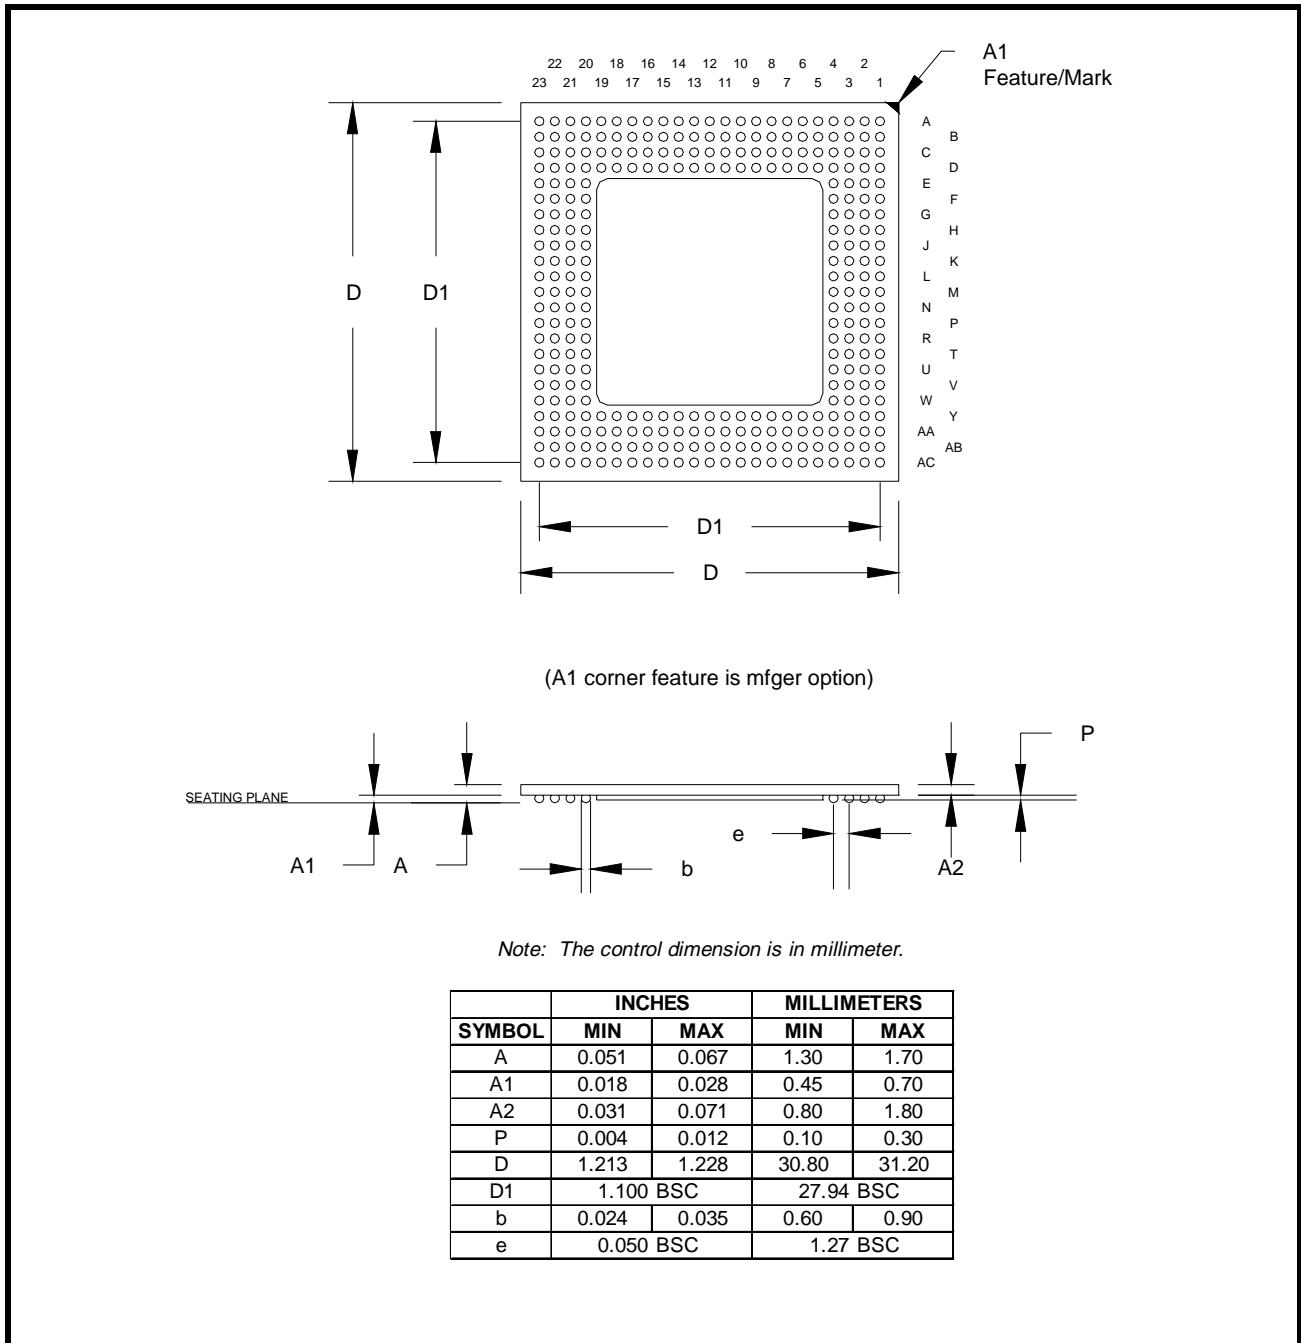 A1
Feature/Mark
22 20 18 16 14 12 10 8 6 4 2
23 21 19 17 15 13 11 9 7 5 3 1
A
B
C
D
E
F
G
H
J
K
L
M
N
P
R
T
U
V
W
Y
AA
AB
AC
D
D1
D1
D
(A1 corner feature is mfger option)
P
SEATING PLANE
e
A1
A
b
A2
Note: The control dimension is in millimeter.
INCHES MILLIMETERS
SYMBOL MIN MAX MIN MAX
A 0.051 0.067 1.30 1.70
A1 0.018 0.028 0.45 0.70
A2 0.031 0.071 0.80 1.80
P 0.004 0.012 0.10 0.30
D 1.213 1.228 30.80 31.20
D1 1.100 BSC 27.94 BSC
b 0.024 0.035 0.60 0.90
e 0.050 BSC 1.27 BSC